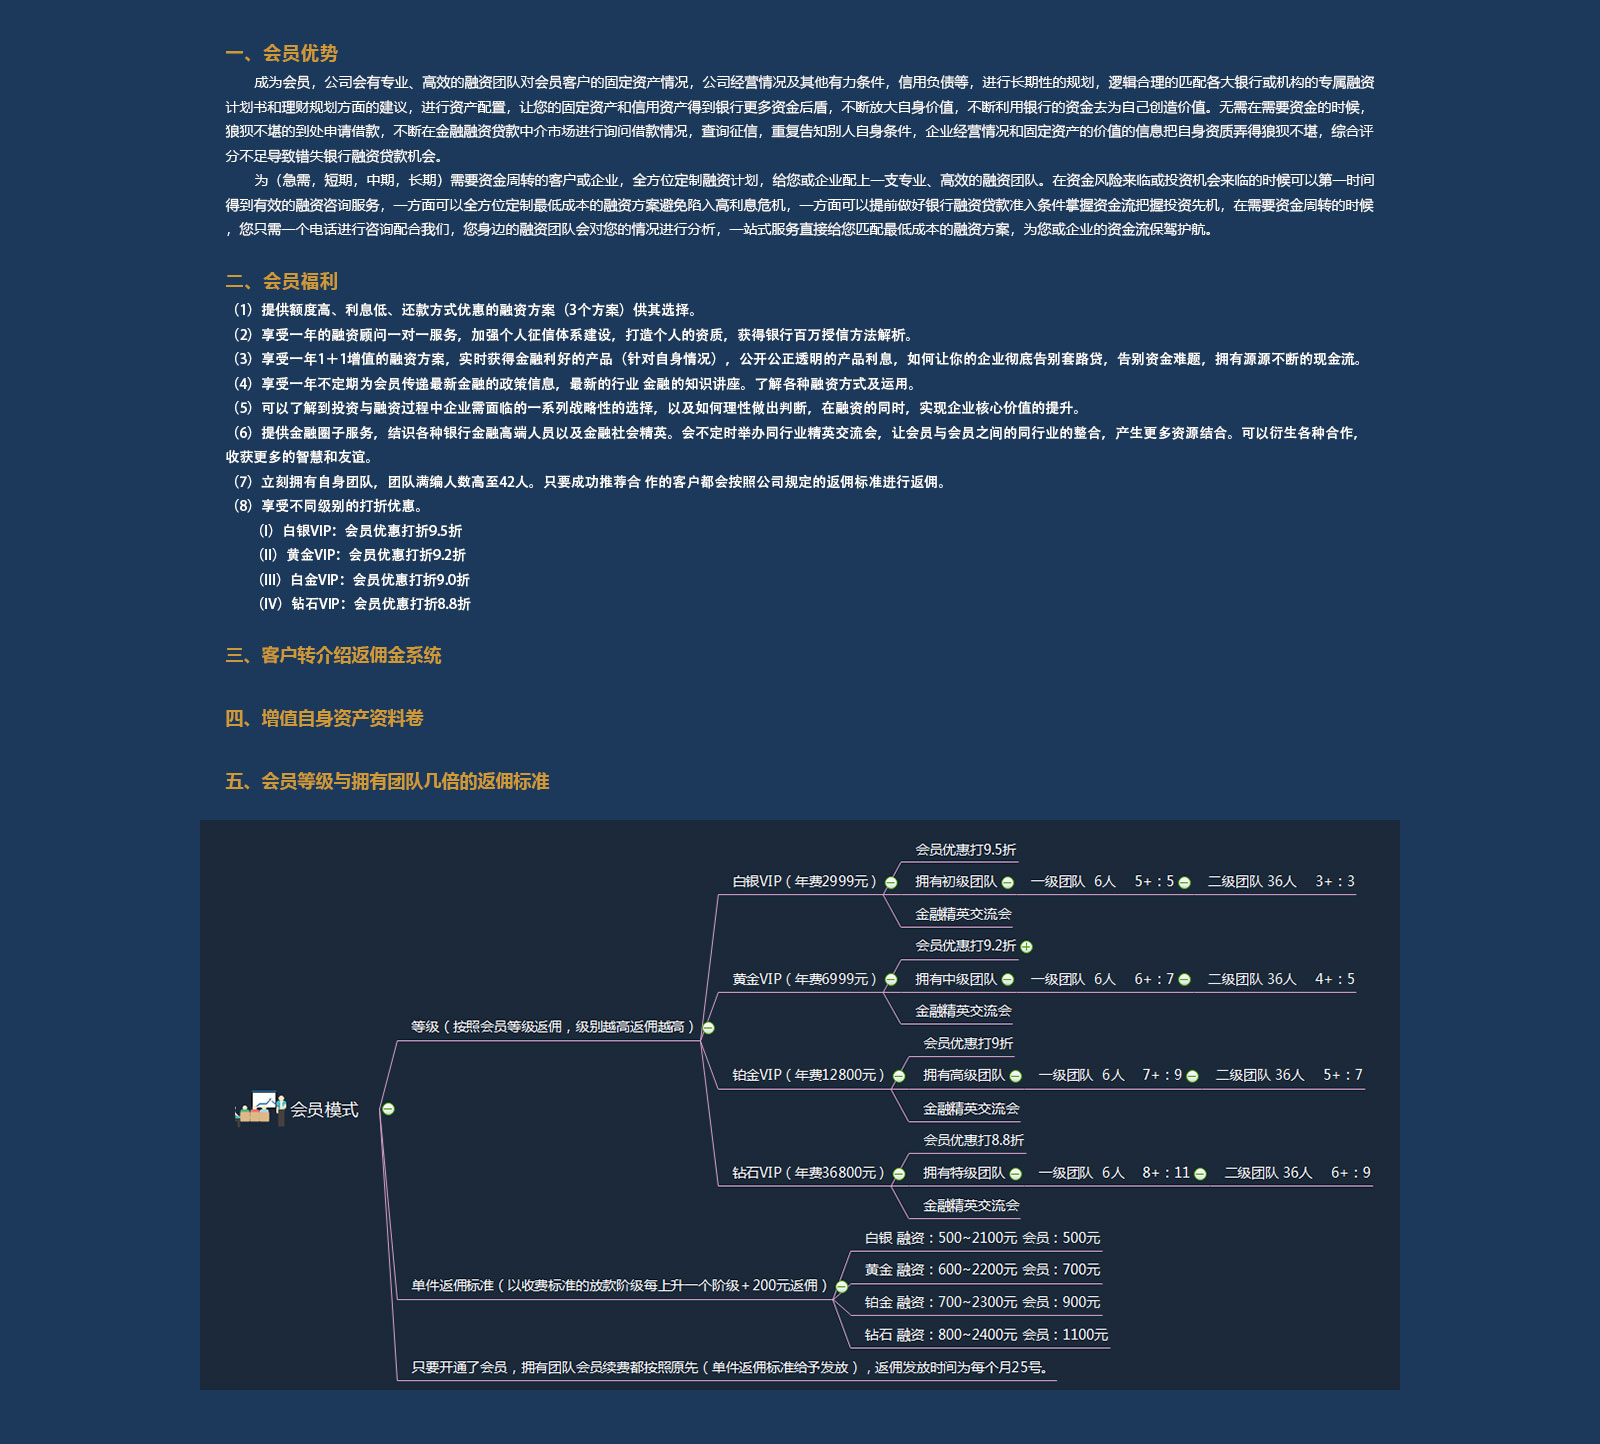 一、会员优势
成为会员，公司会有专业、高效的融资团队对会员客户的固定资产情况，公司经营情况及其他有力条件，信用负债等，进行长期性的规划，逻辑合理的匹配各大银行或机构的专属融资
计划书和理财规划方面的建议，进行资产配置，让您的固定资产和信用资产得到银行更多资金后盾，不断放大自身价值，不断利用银行的资金去为自己创造价值。无需在需要资金的时候，
狼狈不堪的到处申请借款，不断在金融融资贷款中介市场进行询问借款情况，查询征信，重复告知别人自身条件，企业经营情况和固定资产的价值的信息把自身资质弄得狼狈不堪，综合评
分不足导致错失银行融资贷款机会。
为（急需，短期，中期，长期）需要资金周转的客户或企业，全方位定制融资计划，给您或企业配上一支专业、高效的融资团队。在资金风险来临或投资机会来临的时候可以第一时间
得到有效的融资咨询服务，一方面可以全方位定制最低成本的融资方案避免陷入高利息危机，一方面可以提前做好银行融资贷款准入条件掌握资金流把握投资先机，在需要资金周转的时候
，您只需一个电话进行咨询配合我们，您身边的融资团队会对您的情况进行分析，一站式服务直接给您匹配最低成本的融资方案，为您或企业的资金流保驾护航。
二、会员福利
（1）提供额度高、利息低、还款方式优惠的融资方案（3个方案）供其选择。
（2）享受一年的融资顾问一对一服务，加强个人征信体系建设，打造个人的资质，获得银行百万授信方法解析。
（3）享受一年1＋1增值的融资方案，实时获得金融利好的产品（针对自身情况），公开公正透明的产品利息，如何让你的企业彻底告别套路贷，告别资金难题，拥有源源不断的现金流。
（4）享受一年不定期为会员传递最新金融的政策信息，最新的行业 金融的知识讲座。了解各种融资方式及运用。
（5）可以了解到投资与融资过程中企业需面临的一系列战略性的选择，以及如何理性做出判断，在融资的同时，实现企业核心价值的提升。
（6）提供金融圈子服务，结识各种银行金融高端人员以及金融社会精英。会不定时举办同行业精英交流会，让会员与会员之间的同行业的整合，产生更多资源结合。可以衍生各种合作，
收获更多的智慧和友谊。
（7）立刻拥有自身团队，团队满编人数高至42人。只要成功推荐合 作的客户都会按照公司规定的返佣标准进行返佣。
（8）享受不同级别的打折优惠。
（I）白银VIP：会员优惠打折9.5折
（II）黄金VIP：会员优惠打折9.2折
（III）白金VIP：会员优惠打折9.0折
（IV）钻石VIP：会员优惠打折8.8折
三、客户转介绍返佣金系统
四、增值自身资产资料卷
五、会员等级与拥有团队几倍的返佣标准
会员模式
等级（按照会员等级返佣，级别越高返佣越高）
白银VIP（年费2999元）
会员优惠打9.5折
拥有初级团队 一级团队 6人 5+：5 二级团队 36人 3+：3
金融精英交流会
黄金VIP（年费6999元）
会员优惠打9.2折
拥有中级团队 一级团队 6人 6+：7 二级团队 36人 4+：5
金融精英交流会
铂金VIP（年费12800元）
会员优惠打9折
拥有高级团队 一级团队 6人 7+：9 二级团队 36人 5+：7
金融精英交流会
钻石VIP（年费36800元）
会员优惠打8.8折
拥有特级团队 一级团队 6人 8+：11 二级团队 36人 6+：9
金融精英交流会
单件返佣标准（以收费标准的放款阶级每上升一个阶级＋200元返佣）
白银 融资：500~2100元 会员：500元
黄金 融资：600~2200元 会员：700元
铂金 融资：700~2300元 会员：900元
钻石 融资：800~2400元 会员：1100元
只要开通了会员，拥有团队会员续费都按照原先（单件返佣标准给予发放），返佣发放时间为每个月25号。